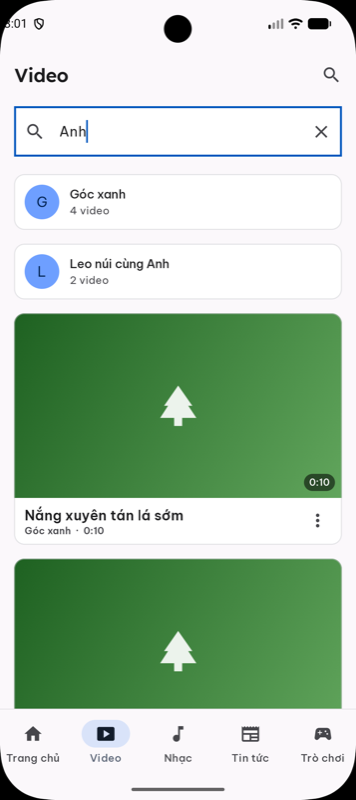 3:01
Video
Anh
G
Góc xanh
4 video
L
Leo núi cùng Anh
2 video
0:10
Nắng xuyên tán lá sớm
Góc xanh · 0:10
Trang chủ
Video
Nhạc
Tin tức
Trò chơi